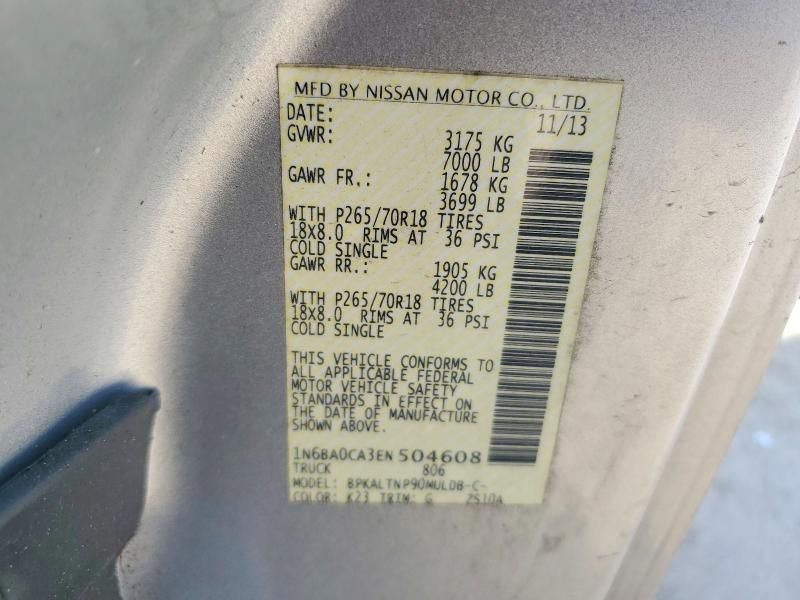 MFD BY NISSAN MOTOR CO., LTD.
DATE: 11/13
GVWR: 3175 KG
7000 LB
GAWR FR.: 1678 KG
3699 LB
WITH P265/70R18 TIRES
18X8.0 RIMS AT 36 PSI
COLD SINGLE
GAWR RR.: 1905 KG
4200 LB
WITH P265/70R18 TIRES
18X8.0 RIMS AT 36 PSI
COLD SINGLE
THIS VEHICLE CONFORMS TO
ALL APPLICABLE FEDERAL
MOTOR VEHICLE SAFETY
STANDARDS IN EFFECT ON
THE DATE OF MANUFACTURE
SHOWN ABOVE.
1N6BA0CA3EN504608
TRUCK 806
MODEL: BPKALTNP90MULDB-C-
COLOR: K23 TRIM: G ZS10A